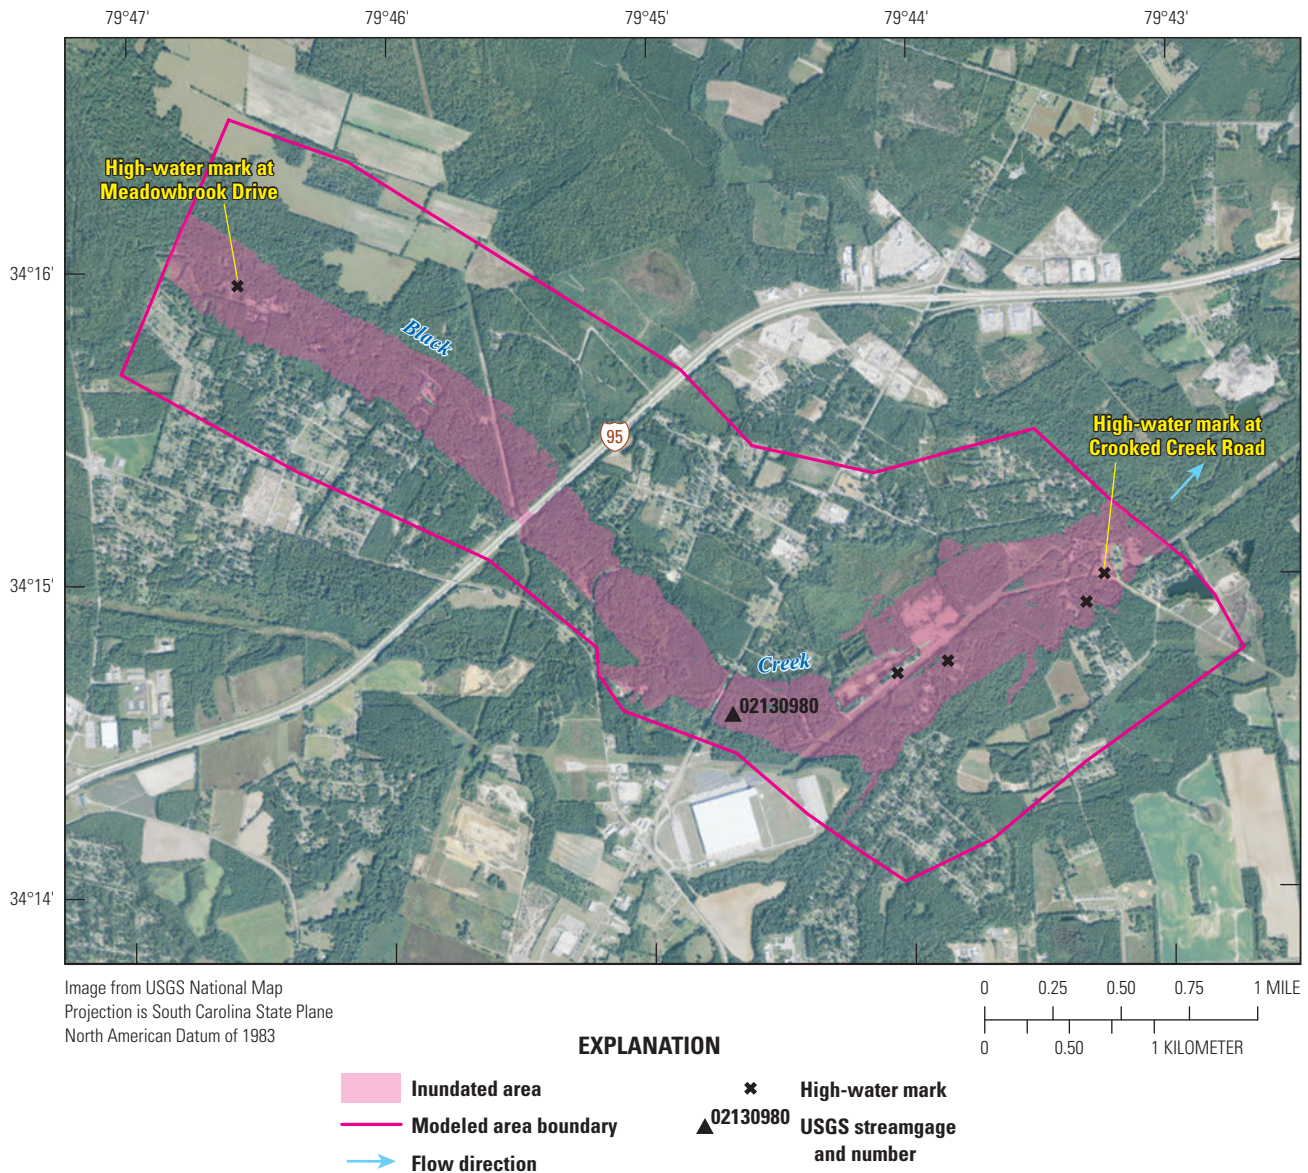 79°47'
79°46'
79°45'
79°44'
79°43'
High-water mark at
Meadowbrook Drive
34°16'
Black
95
High-water mark at
Crooked Creek Road
34°15'
Creek
02130980
34°14'
Image from USGS National Map
Projection is South Carolina State Plane
North American Datum of 1983
0 0.25 0.50 0.75 1 MILE
0 0.50 1 KILOMETER
EXPLANATION
Inundated area
Modeled area boundary
Flow direction
High-water mark
02130980
USGS streamgage
and number